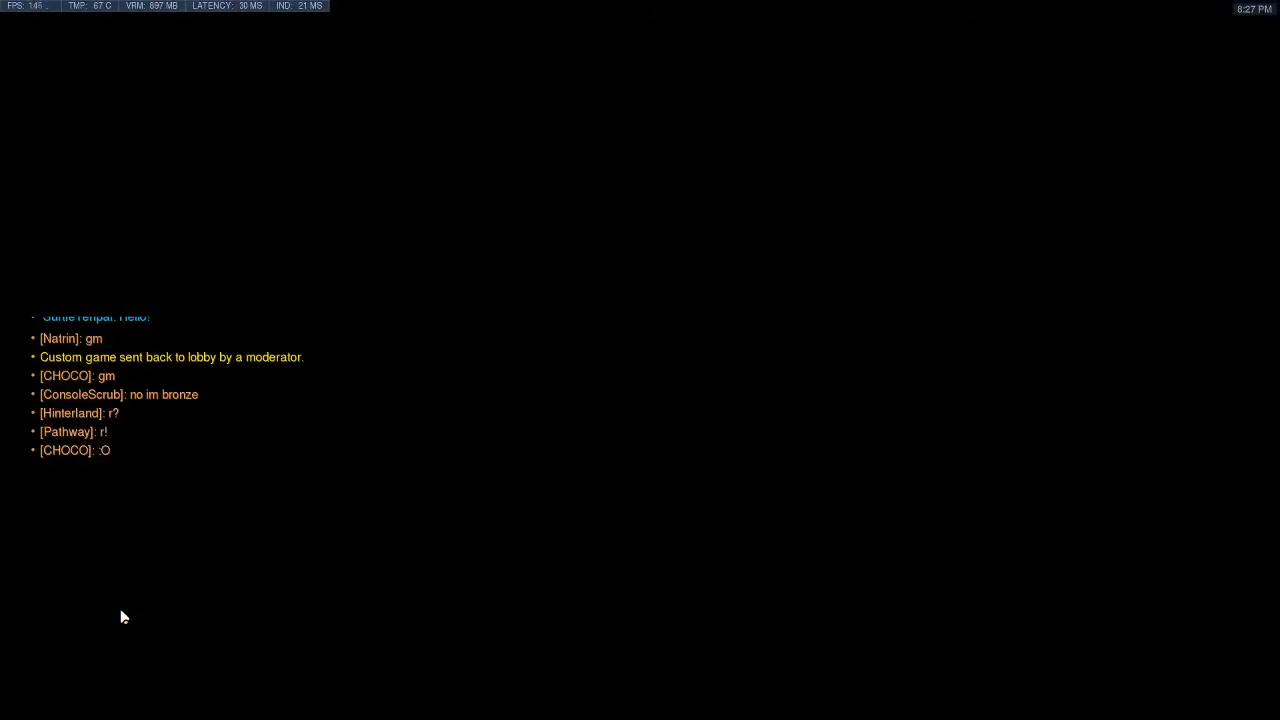 FPS: 145 TMP: 67 C VRM: 897 MB LATENCY: 30 MS IND: 21 MS
8:27 PM
Hello!
• [Natrin]: gm
• Custom game sent back to lobby by a moderator.
• [CHOCO]: gm
• [ConsoleScrub]: no im bronze
• [Hinterland]: r?
• [Pathway]: r!
• [CHOCO]: :O